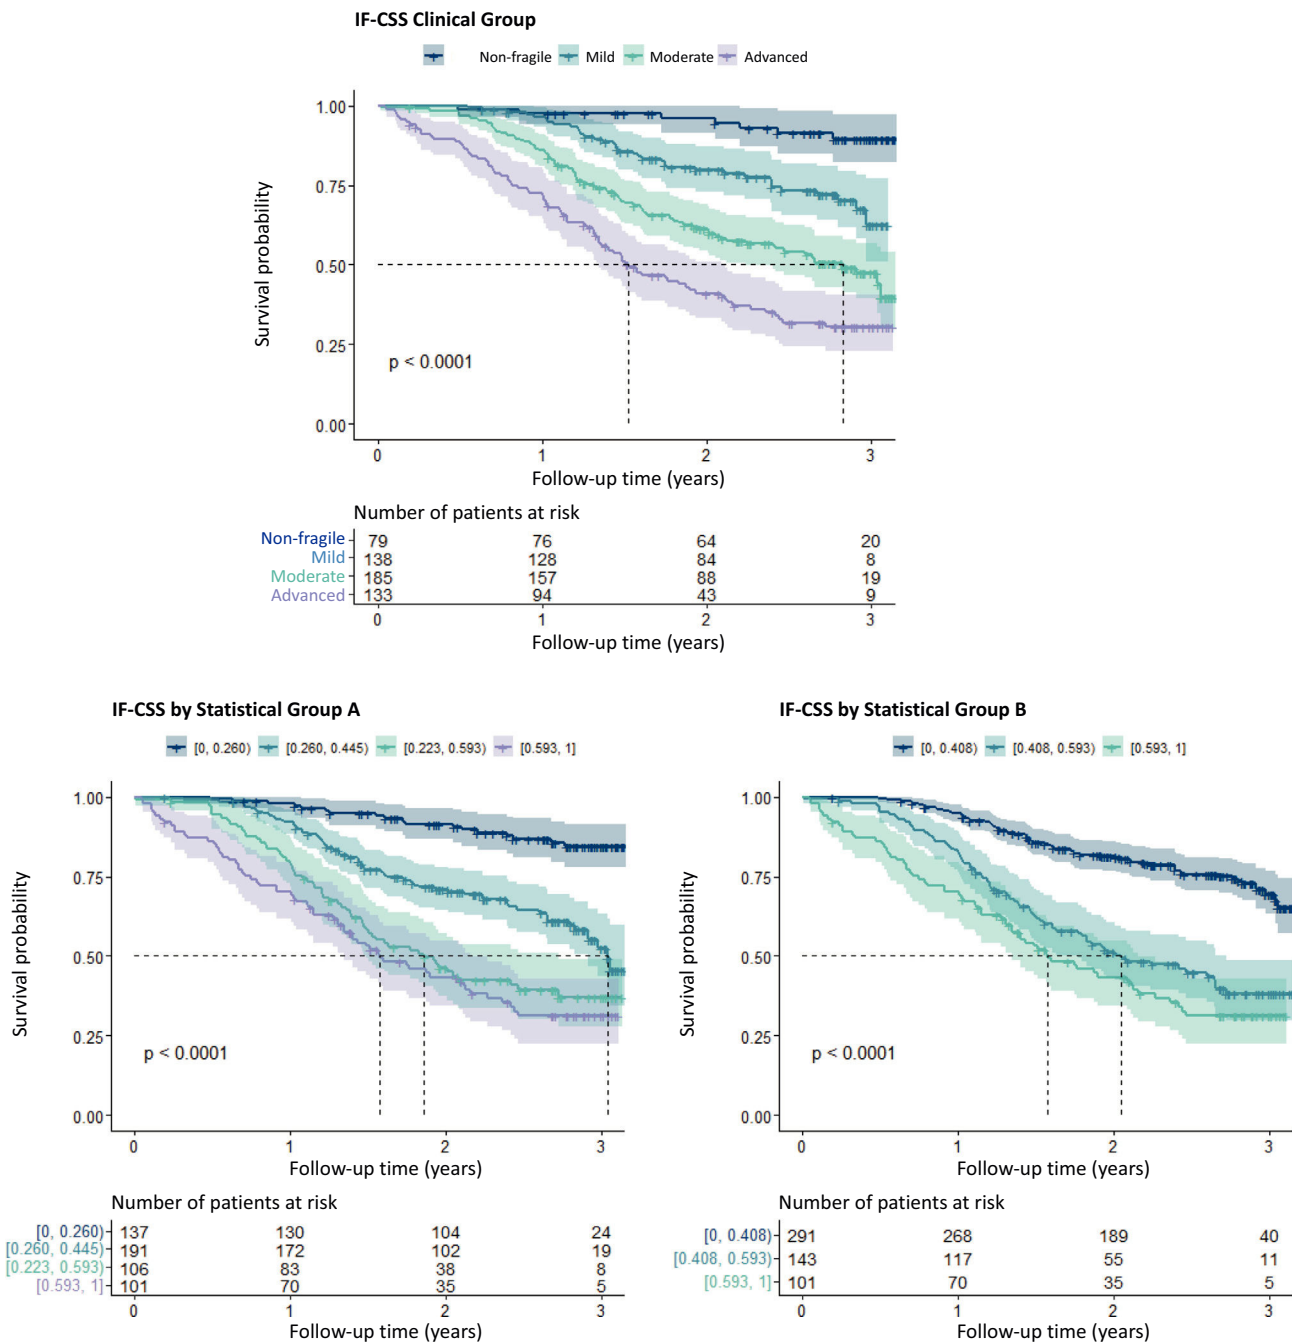 IF-CSS Clinical Group
Non-fragile Mild Moderate Advanced
1.00
0.75
0.50
0.25
0.00
Survival probability
p < 0.0001
0 1 2 3
Follow-up time (years)
Number of patients at risk
Non-fragile 79 76 64 20
Mild 138 128 84 8
Moderate 185 157 88 19
Advanced 133 94 43 9
0 1 2 3
Follow-up time (years)
IF-CSS by Statistical Group A
[0, 0.260) [0.260, 0.445) [0.223, 0.593) [0.593, 1]
1.00
0.75
0.50
0.25
0.00
Survival probability
p < 0.0001
0 1 2 3
Follow-up time (years)
Number of patients at risk
[0, 0.260) 137 130 104 24
[0.260, 0.445) 191 172 102 19
[0.223, 0.593) 106 83 38 8
[0.593, 1] 101 70 35 5
0 1 2 3
Follow-up time (years)
IF-CSS by Statistical Group B
[0, 0.408) [0.408, 0.593) [0.593, 1]
1.00
0.75
0.50
0.25
0.00
Survival probability
p < 0.0001
0 1 2 3
Follow-up time (years)
Number of patients at risk
[0, 0.408) 291 268 189 40
[0.408, 0.593) 143 117 55 11
[0.593, 1] 101 70 35 5
0 1 2 3
Follow-up time (years)